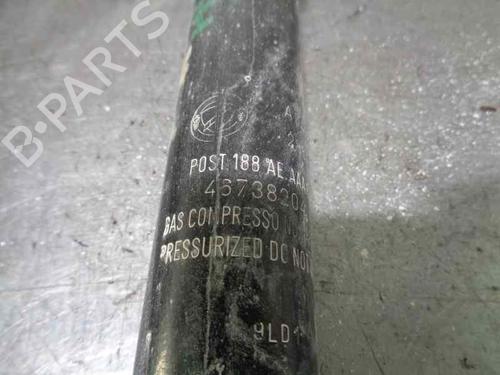 POST 188 AE AAA
46738204
GAS COMPRESSO
PRESSURIZED DO NOT
9LD
B-PARTS